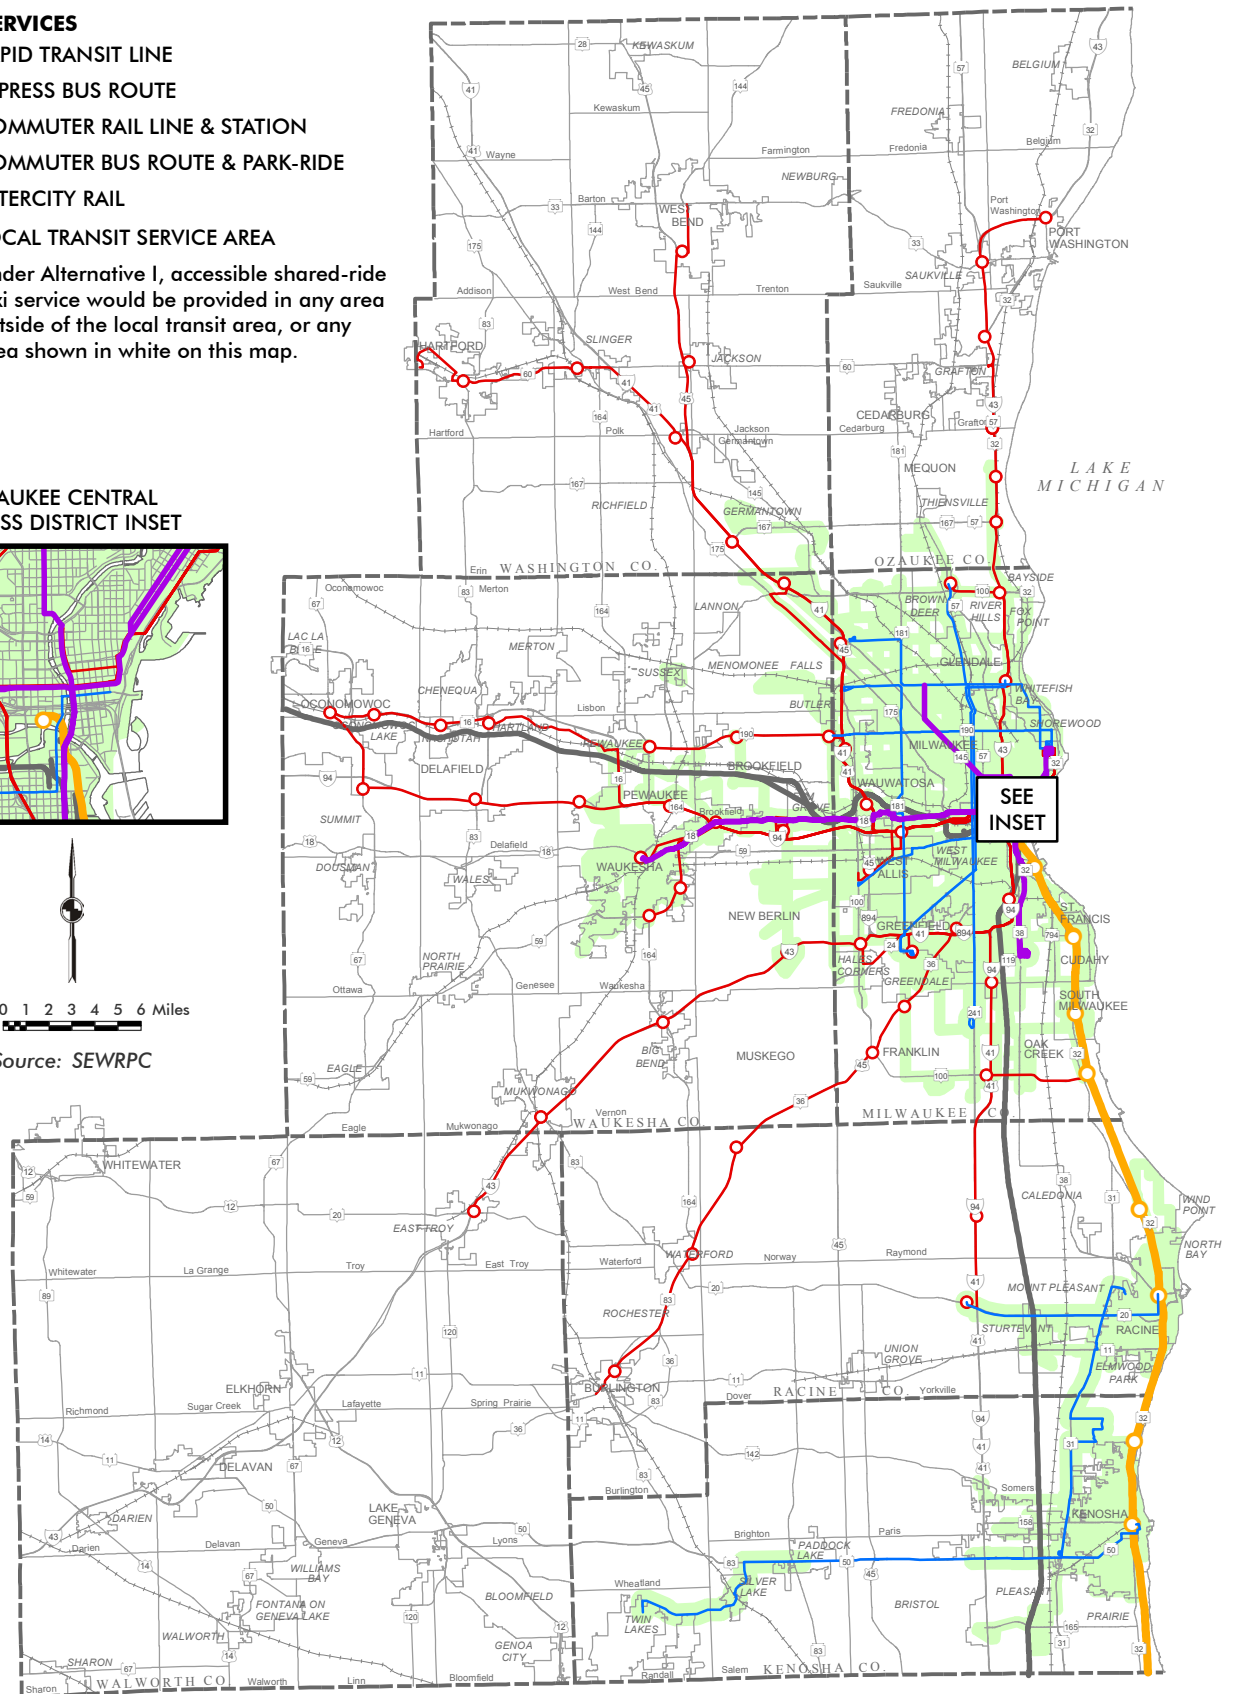 ERVICES
PID TRANSIT LINE
PRESS BUS ROUTE
OMMUTER RAIL LINE & STATION
OMMUTER BUS ROUTE & PARK-RIDE
TERCITY RAIL
OCAL TRANSIT SERVICE AREA
nder Alternative I, accessible shared-ride
xi service would be provided in any area
tside of the local transit area, or any
ea shown in white on this map.
AUKEE CENTRAL
SS DISTRICT INSET
0 1 2 3 4 5 6 Miles
Source: SEWRPC
SEE
INSET
LAKE
MICHIGAN
KEWASKUM
Kewaskum
Wayne
Barton
WEST
BEND
Farmington
NEWBURG
BELGIUM
FREDONIA
Fredonia
Belgium
Port
Washington
PORT
WASHINGTON
SAUKVILLE
Saukville
Addison
West Bend
Trenton
HARTFORD
SLINGER
JACKSON
GRAFTON
CEDARBURG
Cedarburg
Grafton
Hartford
Polk
Jackson
Germantown
MEQUON
THIENSVILLE
RICHFIELD
GERMANTOWN
Erin
WASHINGTON CO.
OZAUKEE CO.
Oconomowoc
Merton
LAC LA
BAYSIDE
BROWN
DEER
RIVER
HILLS
FOX
POINT
LANNON
MERTON
SUSSEX
MENOMONEE FALLS
GLENDALE
WHITEFISH
BAY
SHOREWOOD
CHENEQUA
Lisbon
BUTLER
OCONOMOWOC
LAKE
NASHOTAH
HARTLAND
PEWAUKEE
DELAFIELD
BROOKFIELD
MILWAUKEE
WAUWATOSA
PEWAUKEE
Brookfield
GROVE
SUMMIT
Delafield
DOUSMAN
WALES
WAUKESHA
WEST
MILWAUKEE
WEST
ALLIS
NEW BERLIN
GREENFIELD
ST.
FRANCIS
CUDAHY
HALES
CORNERS
GREENDALE
NORTH
PRAIRIE
Ottawa
Genesee
Waukesha
SOUTH
MILWAUKEE
OAK
CREEK
FRANKLIN
BIG
BEND
MUSKEGO
EAGLE
MUKWONAGO
Vernon
Eagle
Mukwonago
WAUKESHA CO.
MILWAUKEE CO.
WHITEWATER
EAST TROY
CALEDONIA
WIND
POINT
NORTH
BAY
Whitewater
La Grange
Troy
East Troy
Waterford
WATERFORD
Norway
Raymond
MOUNT PLEASANT
ROCHESTER
STURTEVANT
RACINE
UNION
GROVE
ELMWOOD
PARK
ELKHORN
BURLINGTON
Dover
RACINE CO.
Yorkville
Richmond
Sugar Creek
Lafayette
Spring Prairie
DELAVAN
Burlington
Somers
LAKE
GENEVA
DARIEN
Darien
Delavan
Geneva
Lyons
Brighton
Paris
KENOSHA
PADDOCK
LAKE
WILLIAMS
BAY
FONTANA ON
GENEVA LAKE
BLOOMFIELD
Wheatland
SILVER
LAKE
TWIN
LAKES
BRISTOL
PLEASANT
PRAIRIE
WALWORTH
GENOA
CITY
SHARON
Sharon
WALWORTH CO.
Walworth
Linn
Bloomfield
Randall
Salem
KENOSHA CO.